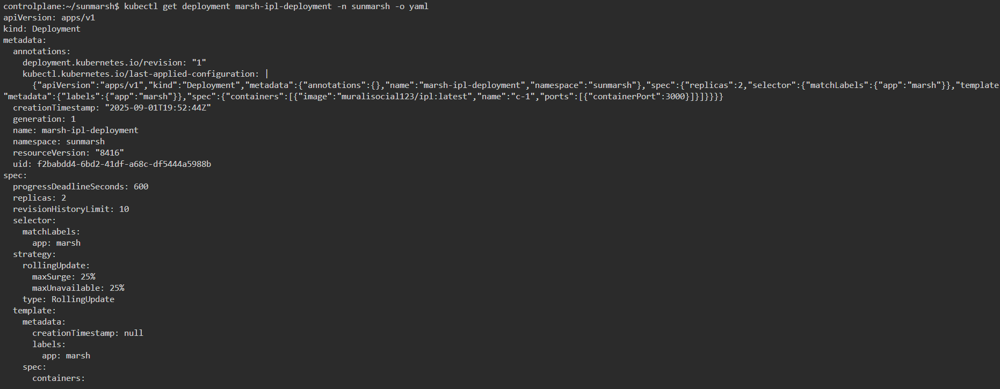 controlplane:~/sunmarsh$ kubectl get deployment marsh-ipl-deployment -n sunmarsh -o yaml
apiVersion: apps/v1
kind: Deployment
metadata:
  annotations:
    deployment.kubernetes.io/revision: "1"
    kubectl.kubernetes.io/last-applied-configuration: |
      {"apiVersion":"apps/v1","kind":"Deployment","metadata":{"annotations":{},"name":"marsh-ipl-deployment","namespace":"sunmarsh"},"spec":{"replicas":2,"selector":{"matchLabels":{"app":"marsh"}},"template
"metadata":{"labels":{"app":"marsh"}},"spec":{"containers":[{"image":"muralisocial123/ipl:latest","name":"c-1","ports":[{"containerPort":3000}]}]}}}}
  creationTimestamp: "2025-09-01T19:52:44Z"
  generation: 1
  name: marsh-ipl-deployment
  namespace: sunmarsh
  resourceVersion: "8416"
  uid: f2babdd4-6bd2-41df-a68c-df5444a5988b
spec:
  progressDeadlineSeconds: 600
  replicas: 2
  revisionHistoryLimit: 10
  selector:
    matchLabels:
      app: marsh
  strategy:
    rollingUpdate:
      maxSurge: 25%
      maxUnavailable: 25%
    type: RollingUpdate
  template:
    metadata:
      creationTimestamp: null
      labels:
        app: marsh
    spec:
      containers: